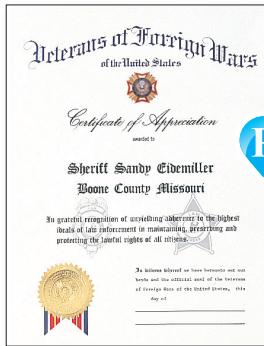 Veterans of Foreign Wars
of the United States
Certificate of Appreciation
awarded to
Sheriff Sandy Eidemiller
Boone County Missouri
In grateful recognition of unyielding adherence to the highest
ideals of law enforcement in maintaining, preserving and
protecting the lawful rights of all citizens.
In witness whereof we have hereunto set our
hands and the official seal of the Veterans
of Foreign Wars of the United States, this
day of